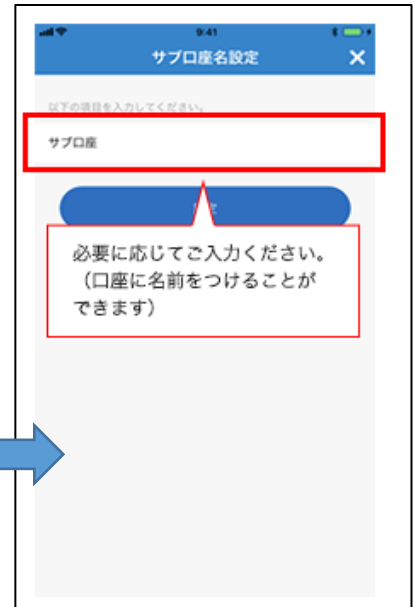 9:41
サブ口座名設定
以下の項目を入力してください。
サブ口座
必要に応じてご入力ください。
（口座に名前をつけることが
できます）